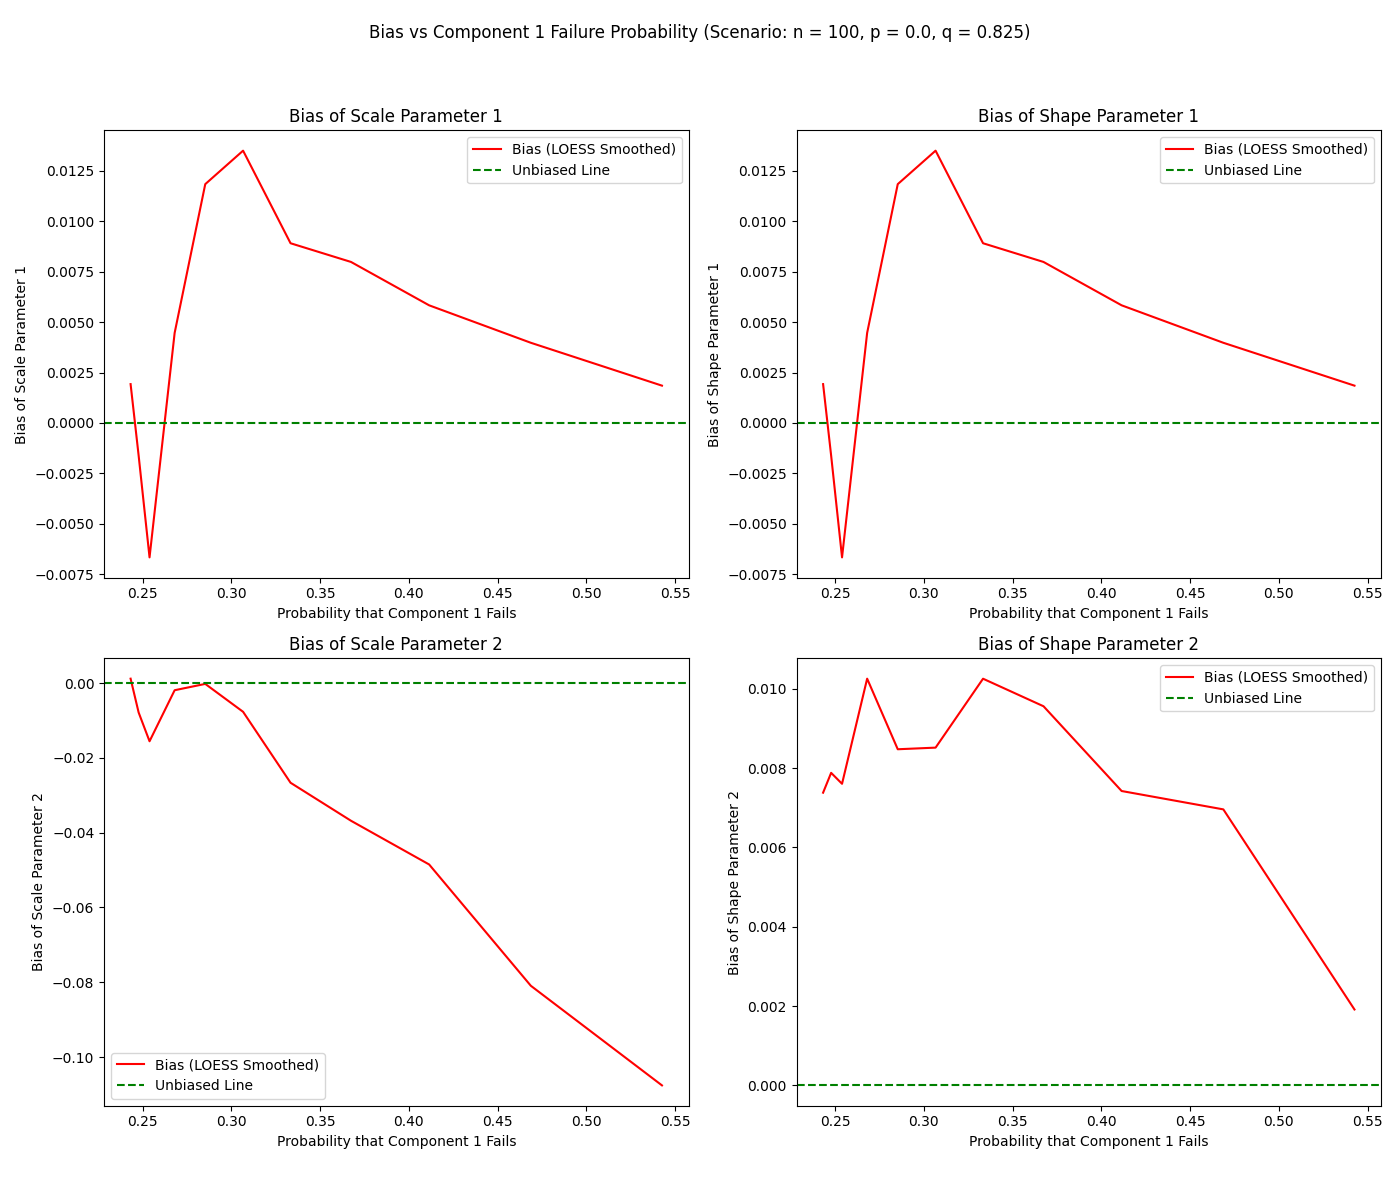 Bias vs Component 1 Failure Probability (Scenario: n = 100, p = 0.0, q = 0.825)
Bias of Scale Parameter 1
Bias (LOESS Smoothed)
Unbiased Line
Bias of Scale Parameter 1
0.0125
0.0100
0.0075
0.0050
0.0025
0.0000
−0.0025
−0.0050
−0.0075
0.25 0.30 0.35 0.40 0.45 0.50 0.55
Probability that Component 1 Fails
Bias of Shape Parameter 1
Bias (LOESS Smoothed)
Unbiased Line
Bias of Shape Parameter 1
0.0125
0.0100
0.0075
0.0050
0.0025
0.0000
−0.0025
−0.0050
−0.0075
0.25 0.30 0.35 0.40 0.45 0.50 0.55
Probability that Component 1 Fails
Bias of Scale Parameter 2
Bias of Scale Parameter 2
0.00
−0.02
−0.04
−0.06
−0.08
−0.10
Bias (LOESS Smoothed)
Unbiased Line
0.25 0.30 0.35 0.40 0.45 0.50 0.55
Probability that Component 1 Fails
Bias of Shape Parameter 2
Bias (LOESS Smoothed)
Unbiased Line
Bias of Shape Parameter 2
0.010
0.008
0.006
0.004
0.002
0.000
0.25 0.30 0.35 0.40 0.45 0.50 0.55
Probability that Component 1 Fails